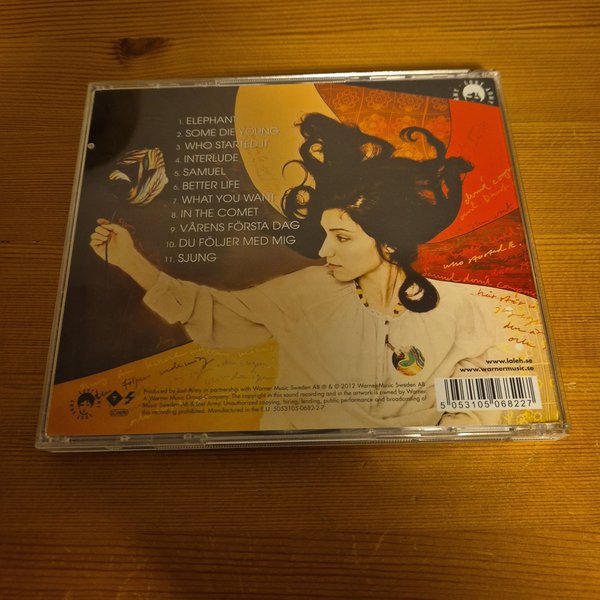 1. ELEPHANT
2. SOME DIE YOUNG
3. WHO STARTED IT
4. INTERLUDE
5. SAMUEL
6. BETTER LIFE
7. WHAT YOU WANT
8. IN THE COMET
9. VÅRENS FÖRSTA DAG
10. DU FÖLJER MED MIG
11. SJUNG
who started it
www.laleh.se
www.warnermusic.se
Produced by Lost Army in partnership with Warner Music Sweden AB ℗ & © 2012 Warner Music Sweden AB
A Warner Music Group Company. The copyright in this sound recording and in the artwork is owned by Warner
Music Sweden AB & Lost Army. Unauthorized copying, hiring, lending, public performance and broadcasting of
this recording prohibited. Manufactured in the E.U. 5053105-0682-2-7
5 053105 068227